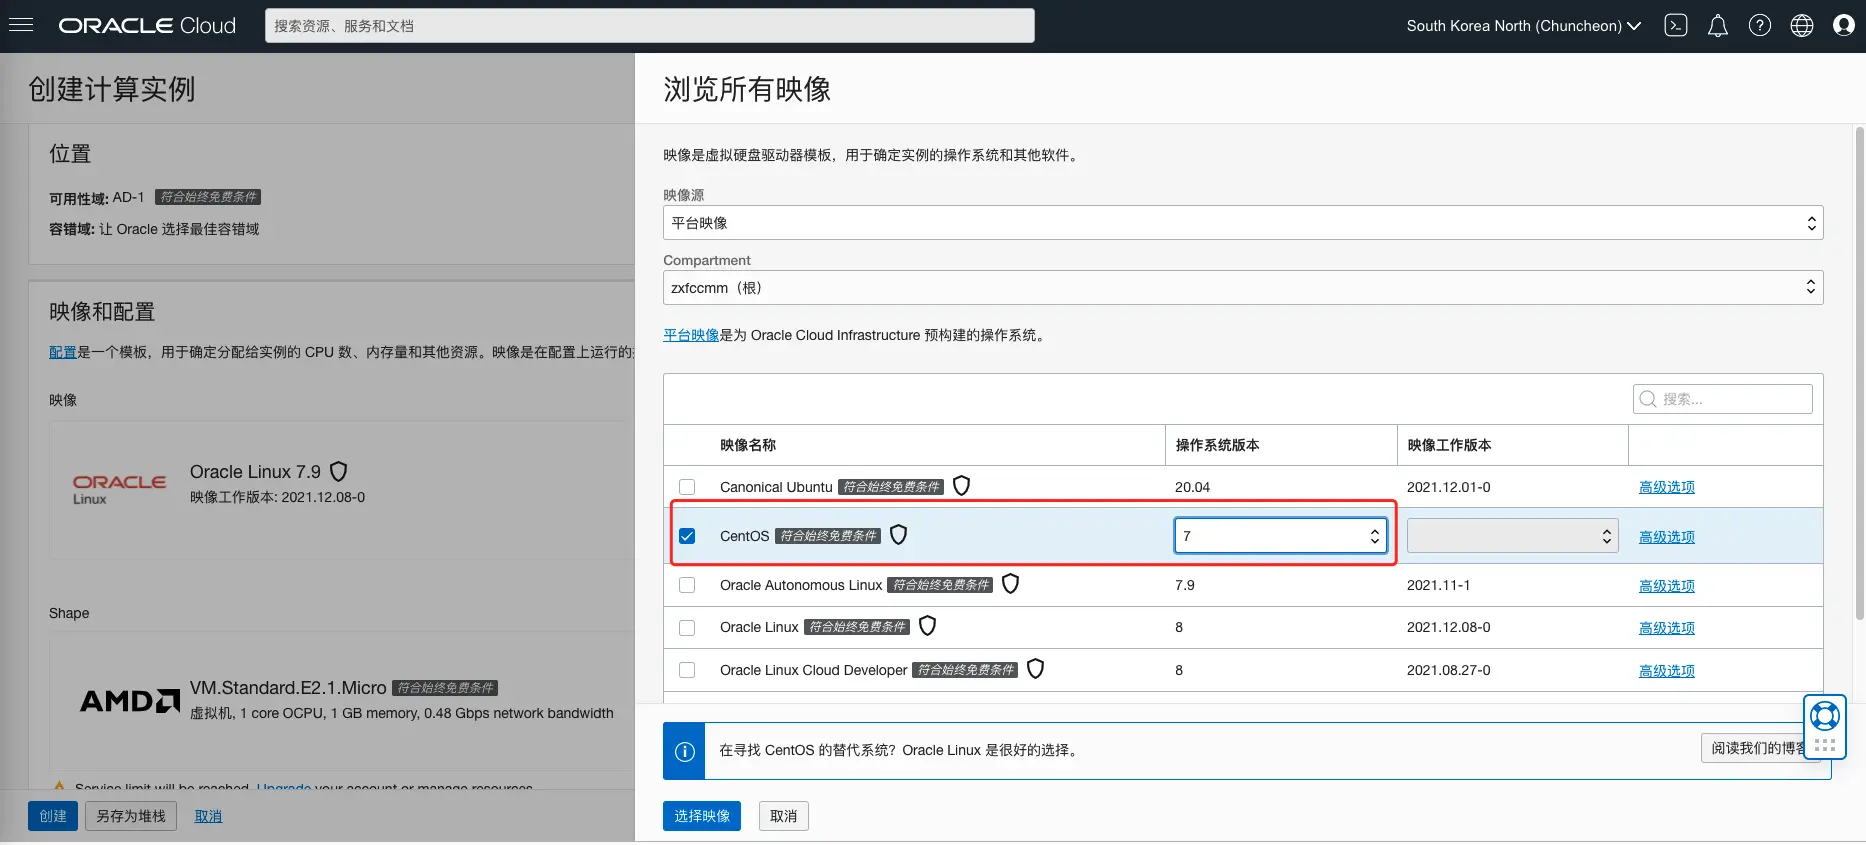 ORACLE Cloud
搜索资源、服务和文档
South Korea North (Chuncheon)
创建计算实例
位置
可用性域: AD-1 符合始终免费条件
容错域: 让 Oracle 选择最佳容错域
映像和配置
配置是一个模板，用于确定分配给实例的 CPU 数、内存量和其他资源。映像是在配置上运行的
映像
ORACLE
Linux
Oracle Linux 7.9
映像工作版本: 2021.12.08-0
Shape
AMD
VM.Standard.E2.1.Micro 符合始终免费条件
虚拟机, 1 core OCPU, 1 GB memory, 0.48 Gbps network bandwidth
Service limit will be reached. Upgrade your account or manage resources.
创建
另存为堆栈
取消
浏览所有映像
映像是虚拟硬盘驱动器模板，用于确定实例的操作系统和其他软件。
映像源
平台映像
Compartment
zxfccmm（根）
平台映像是为 Oracle Cloud Infrastructure 预构建的操作系统。
搜索...
映像名称 操作系统版本 映像工作版本
Canonical Ubuntu 符合始终免费条件 20.04 2021.12.01-0 高级选项
CentOS 符合始终免费条件 7 高级选项
Oracle Autonomous Linux 符合始终免费条件 7.9 2021.11-1 高级选项
Oracle Linux 符合始终免费条件 8 2021.12.08-0 高级选项
Oracle Linux Cloud Developer 符合始终免费条件 8 2021.08.27-0 高级选项
在寻找 CentOS 的替代系统？Oracle Linux 是很好的选择。
阅读我们的博客
选择映像
取消